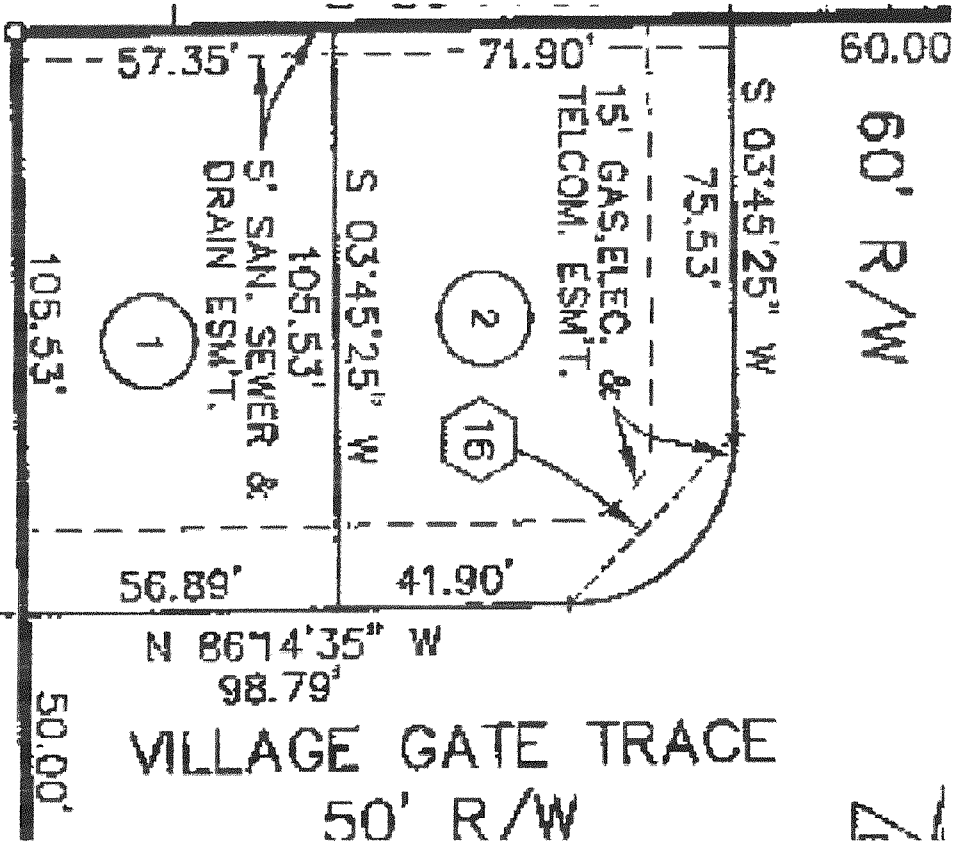 57.35'
71.90'
60.00
60' R/W
S 03°45'25" W
75.53'
15' GAS,ELEC. &
TELCOM. ESM'T.
S 03°45'25" W
105.53'
5' SAN. SEWER &
DRAIN ESM'T.
105.53'
1
2
16
56.89'
41.90'
N 86°14'35" W
98.79'
50.00'
VILLAGE GATE TRACE
50' R/W